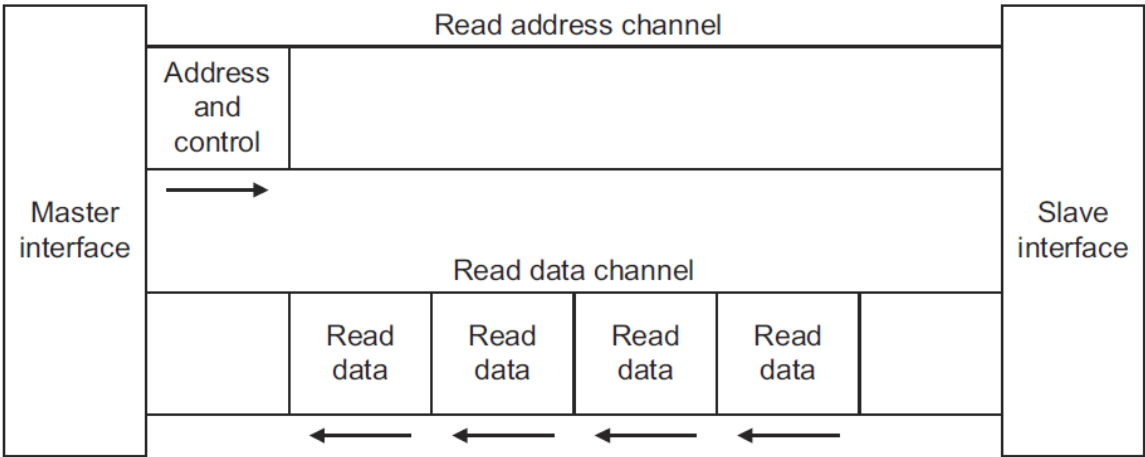 Read address channel
Address
and
control
Master
interface
Slave
interface
Read data channel
Read
data
Read
data
Read
data
Read
data